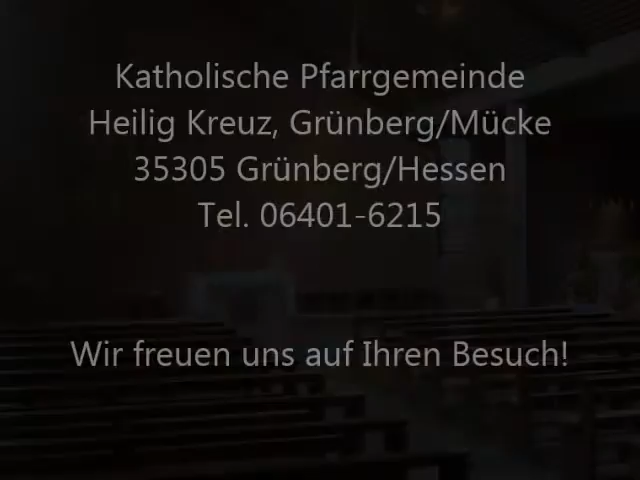 Katholische Pfarrgemeinde
Heilig Kreuz, Grünberg/Mücke
35305 Grünberg/Hessen
Tel. 06401-6215
Wir freuen uns auf Ihren Besuch!